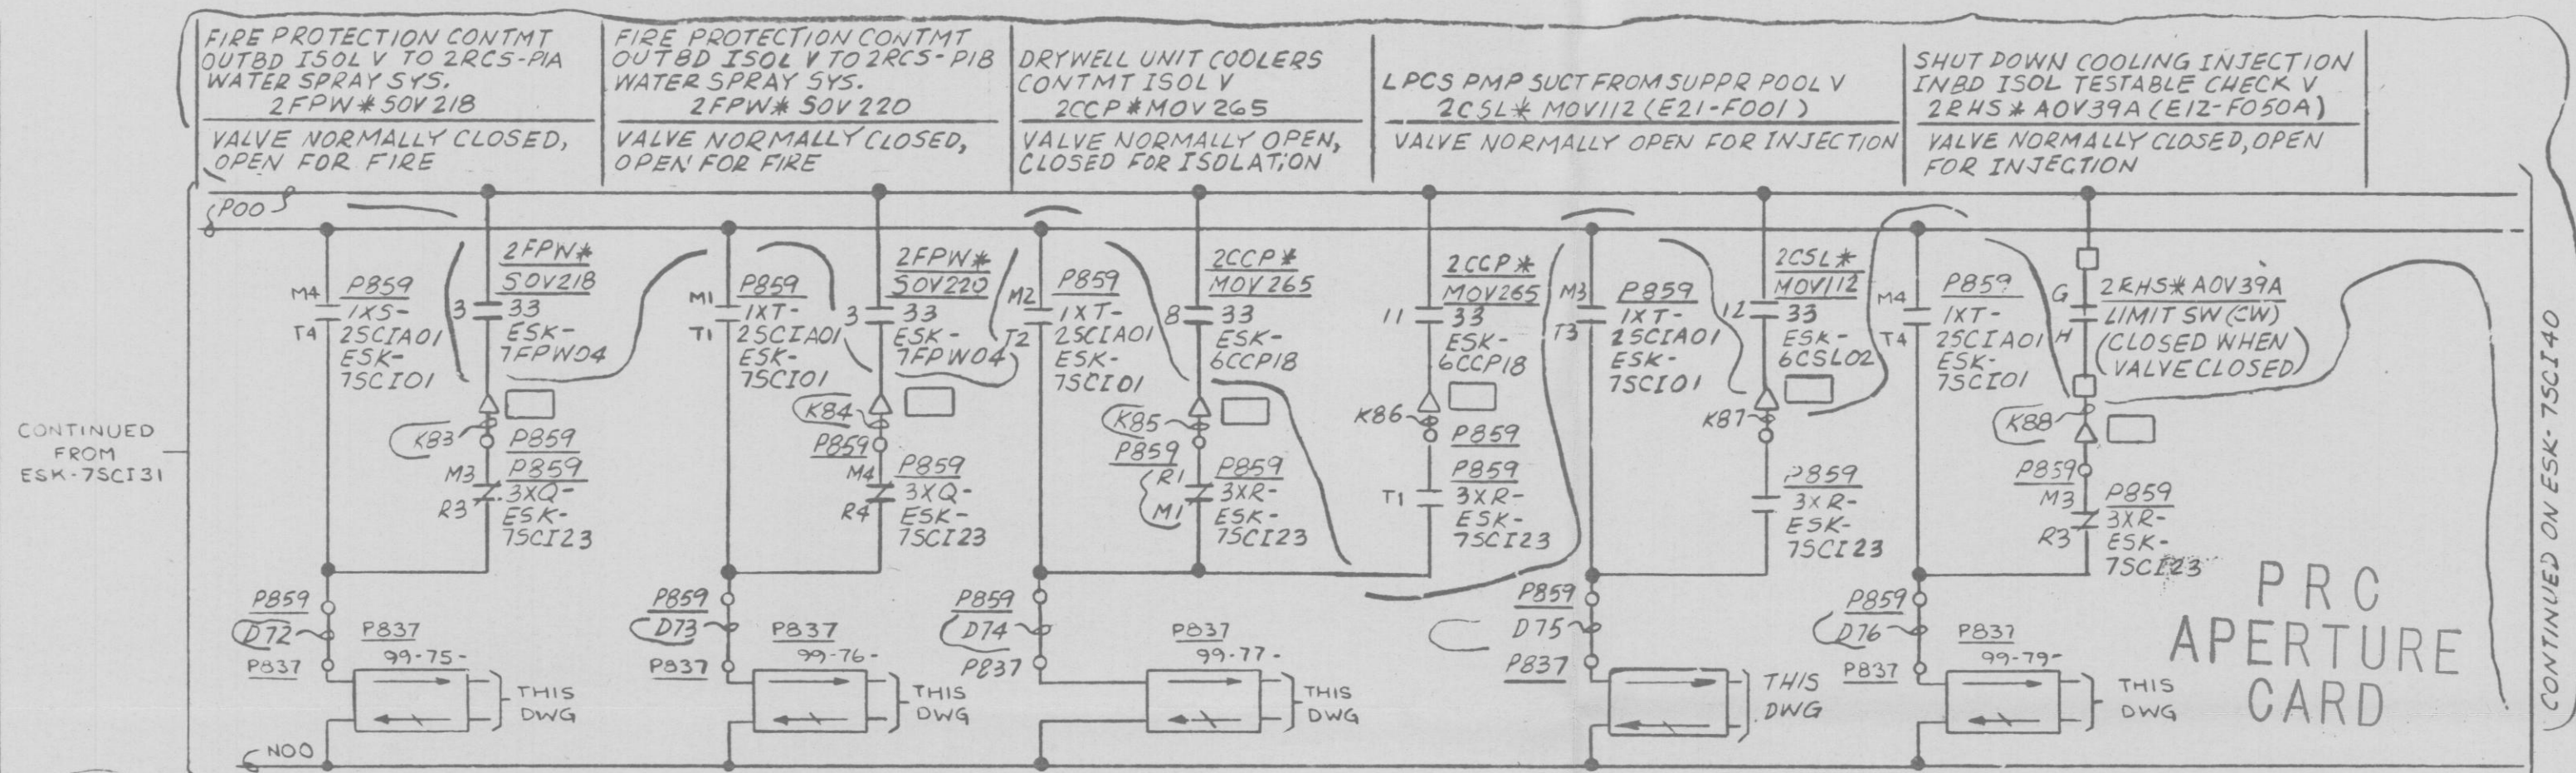 FIRE PROTECTION CONTMT
OUTBD ISOL V TO 2RCS-P1A
WATER SPRAY SYS.
2FPW*SOV218
VALVE NORMALLY CLOSED,
OPEN FOR FIRE
FIRE PROTECTION CONTMT
OUTBD ISOL V TO 2RCS-P1B
WATER SPRAY SYS.
2FPW*SOV220
VALVE NORMALLY CLOSED,
OPEN FOR FIRE
DRYWELL UNIT COOLERS
CONTMT ISOL V
2CCP*MOV265
VALVE NORMALLY OPEN,
CLOSED FOR ISOLATION
LPCS PMP SUCT FROM SUPPR POOL V
2CSL*MOV112 (E21-F001)
VALVE NORMALLY OPEN FOR INJECTION
SHUT DOWN COOLING INJECTION
INBD ISOL TESTABLE CHECK V
2RHS*AOV39A (E12-F050A)
VALVE NORMALLY CLOSED, OPEN
FOR INJECTION
P00
M4
T4
P859
1XS-
2SCIA01
ESK-
7SCI01
3
2FPW*
SOV218
33
ESK-
7FPW04
K83
P859
M3
R3
P859
3XQ-
ESK-
7SCI23
M1
T1
P859
1XT-
2SCIA01
ESK-
7SCI01
3
2FPW*
SOV220
33
ESK-
7FPW04
K84
P859
M4
R4
P859
3XQ-
ESK-
7SCI23
M2
T2
P859
1XT-
2SCIA01
ESK-
7SCI01
8
2CCP*
MOV265
33
ESK-
6CCP18
K85
P859
R1
M1
P859
3XR-
ESK-
7SCI23
11
2CCP*
MOV265
33
ESK-
6CCP18
K86
P859
T1
P859
3XR-
ESK-
7SCI23
M3
T3
P859
1XT-
2SCIA01
ESK-
7SCI01
12
2CSL*
MOV112
33
ESK-
6CSL02
K87
P859
3XR-
ESK-
7SCI23
M4
T4
P859
1XT-
2SCIA01
ESK-
7SCI01
G
H
2RHS*AOV39A
LIMIT SW
(CLOSED WHEN
VALVE CLOSED)
K88
P859
M3
R3
P859
3XR-
ESK-
7SCI23
CONTINUED
FROM
ESK-7SCI31
CONTINUED ON ESK-7SCI40
P859
D72
P837
P837
99-75-
THIS
DWG
P859
D73
P837
P837
99-76-
THIS
DWG
P859
D74
P837
P837
99-77-
THIS
DWG
P859
D75
P837
THIS
DWG
P859
D76
P837
P837
99-79-
THIS
DWG
N00
PRC
APERTURE
CARD